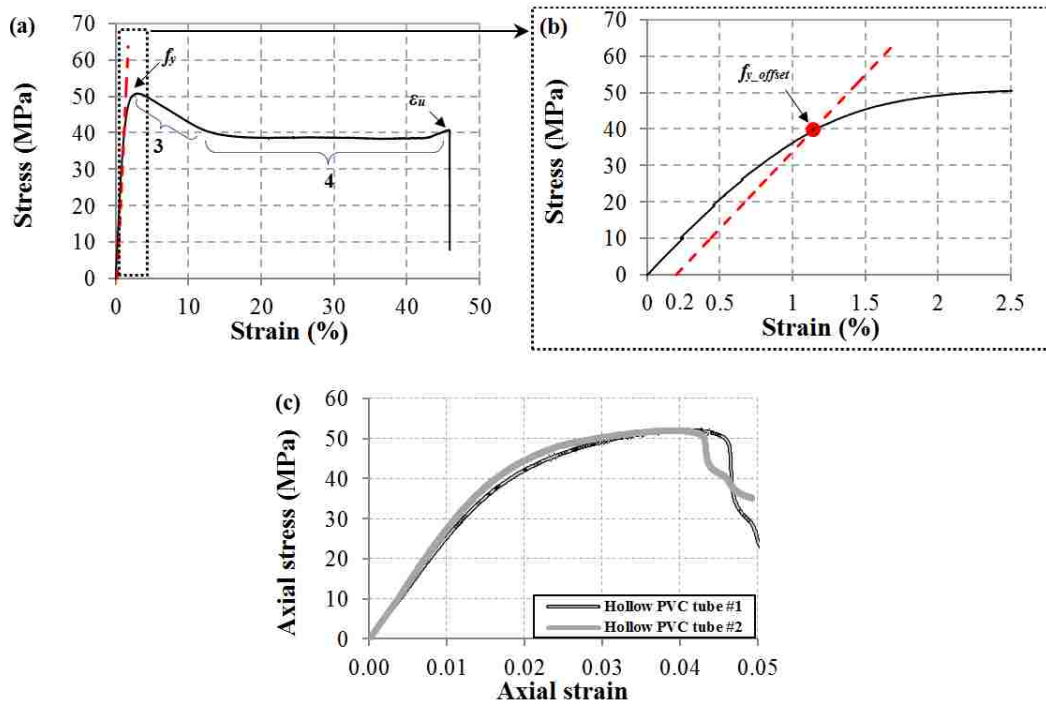 (a)
Stress (MPa)
70
60
50
40
30
20
10
0
fy
εu
3
4
0 10 20 30 40 50
Strain (%)
(b)
Stress (MPa)
70
60
50
40
30
20
10
0
fy_offset
0 0.2 0.5 1 1.5 2 2.5
Strain (%)
(c)
Axial stress (MPa)
60
50
40
30
20
10
0
Hollow PVC tube #1
Hollow PVC tube #2
0.00 0.01 0.02 0.03 0.04 0.05
Axial strain